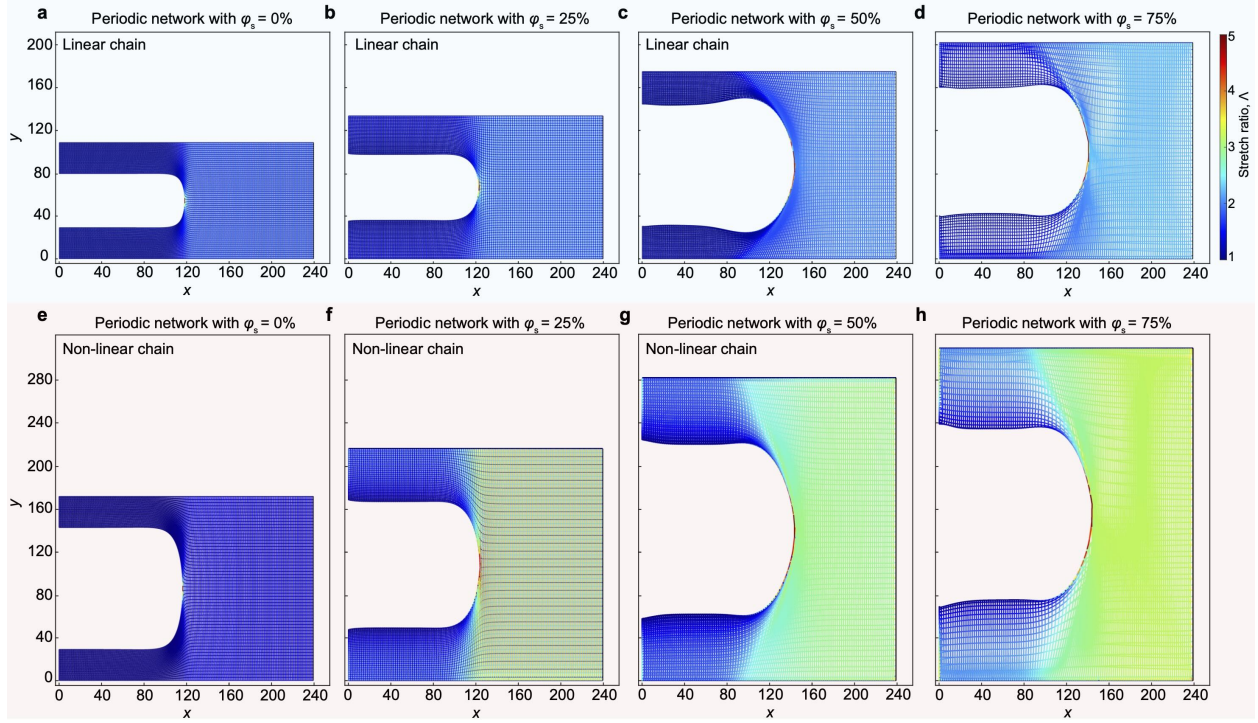 a Periodic network with φs = 0%
Linear chain
200
160
120
80
40
0
y
0 40 80 120 160 200 240
x
b Periodic network with φs = 25%
Linear chain
0 40 80 120 160 200 240
x
c Periodic network with φs = 50%
Linear chain
0 40 80 120 160 200 240
x
d Periodic network with φs = 75%
0 40 80 120 160 200 240
x
5
4
3
2
1
Stretch ratio, Λ
e Periodic network with φs = 0%
Non-linear chain
280
240
200
160
120
80
40
0
y
0 40 80 120 160 200 240
x
f Periodic network with φs = 25%
Non-linear chain
0 40 80 120 160 200 240
x
g Periodic network with φs = 50%
Non-linear chain
0 40 80 120 160 200 240
x
h Periodic network with φs = 75%
0 40 80 120 160 200 240
x